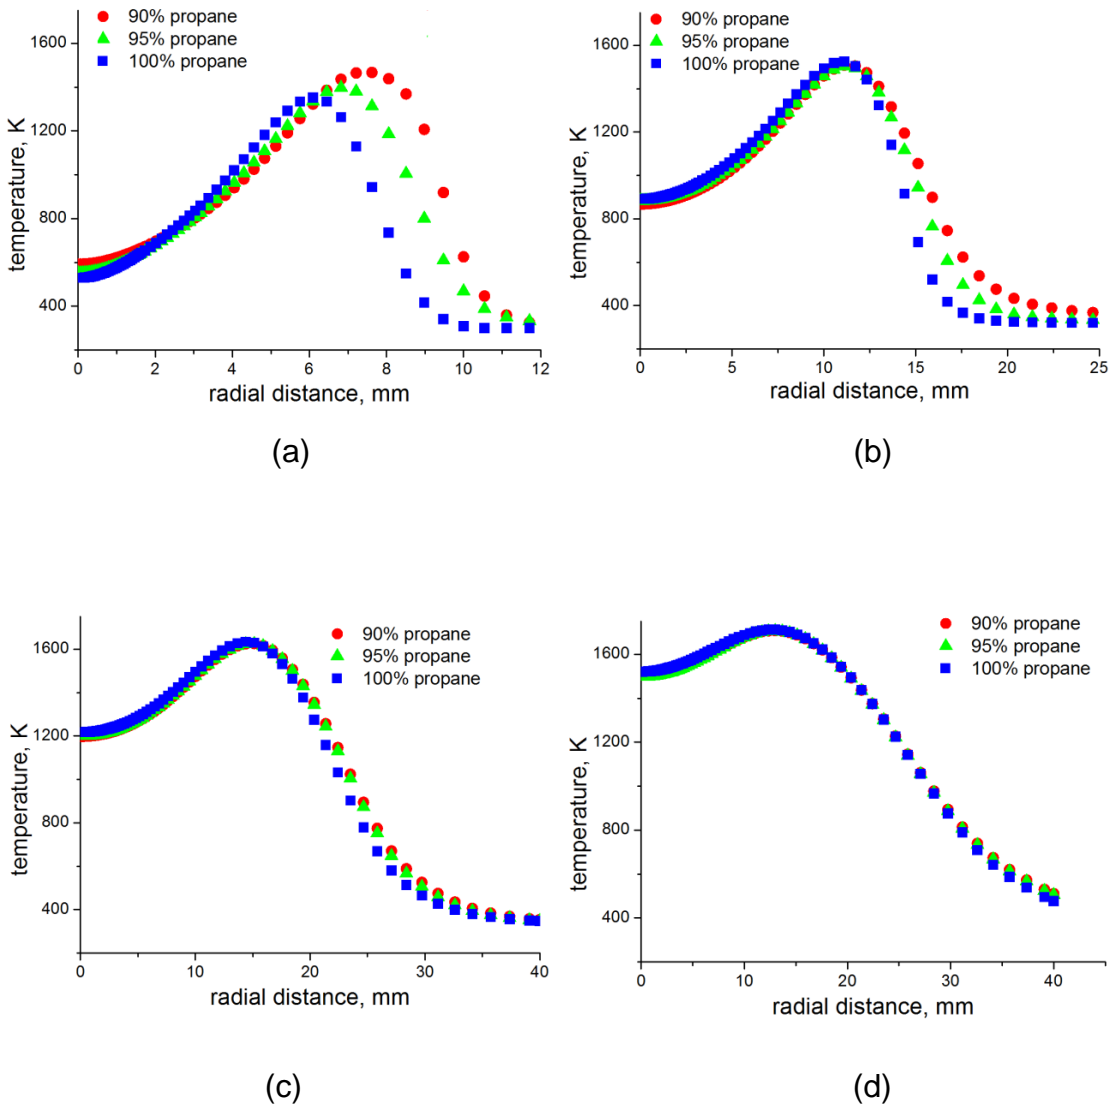 90% propane
95% propane
100% propane
1600
1200
800
400
temperature, K
0
2
4
6
8
10
12
radial distance, mm
(a)
90% propane
95% propane
100% propane
1600
1200
800
400
temperature, K
0
5
10
15
20
25
radial distance, mm
(b)
90% propane
95% propane
100% propane
1600
1200
800
400
temperature, K
0
10
20
30
40
radial distance, mm
(c)
90% propane
95% propane
100% propane
1600
1200
800
400
temperature, K
0
10
20
30
40
radial distance, mm
(d)